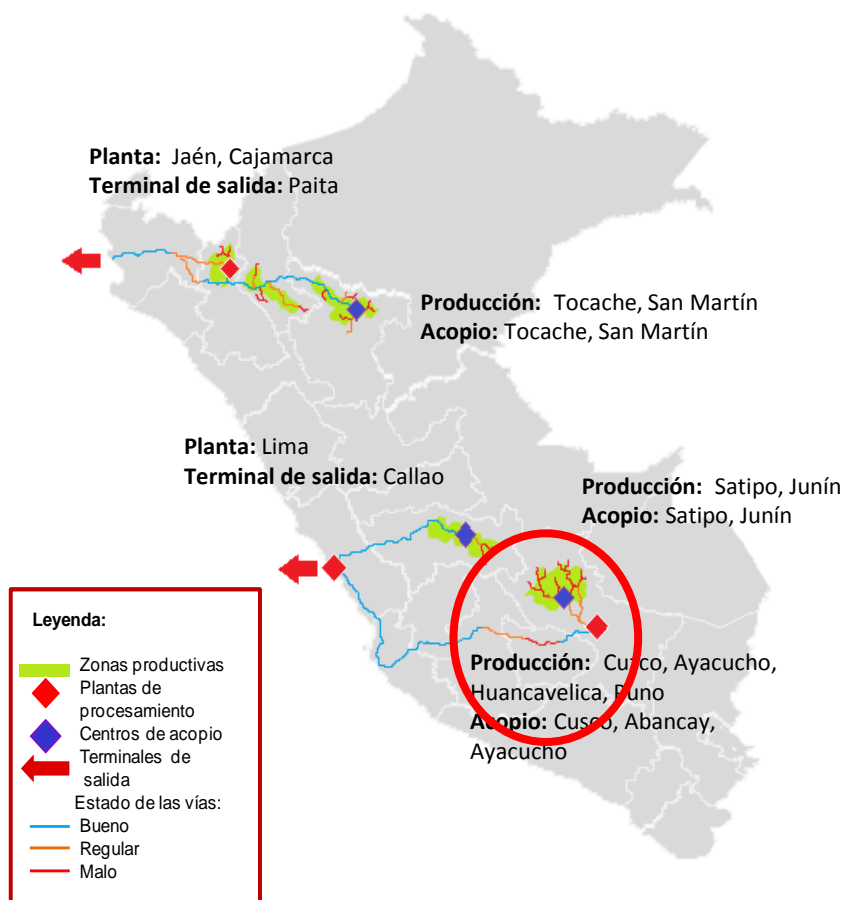 Planta: Jaén, Cajamarca
Terminal de salida: Paita
Producción: Tocache, San Martín
Acopio: Tocache, San Martín
Planta: Lima
Terminal de salida: Callao
Producción: Satipo, Junín
Acopio: Satipo, Junín
Producción: Cuzco, Ayacucho,
Huancavelica, Puno
Acopio: Cusco, Abancay,
Ayacucho
Leyenda:
Zonas productivas
Plantas de
procesamiento
Centros de acopio
Terminales de
salida
Estado de las vías:
Bueno
Regular
Malo